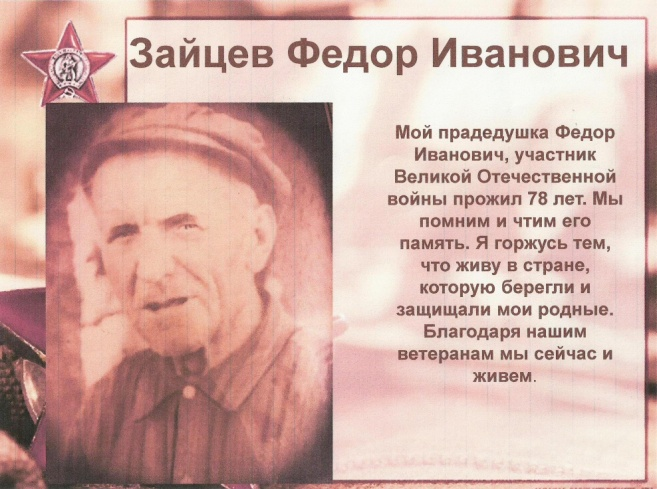 Зайцев Федор Иванович
Мой прадедушка Федор
Иванович, участник
Великой Отечественной
войны прожил 78 лет. Мы
помним и чтим его
память. Я горжусь тем,
что живу в стране,
которую берегли и
защищали мои родные.
Благодаря нашим
ветеранам мы сейчас и
живем.